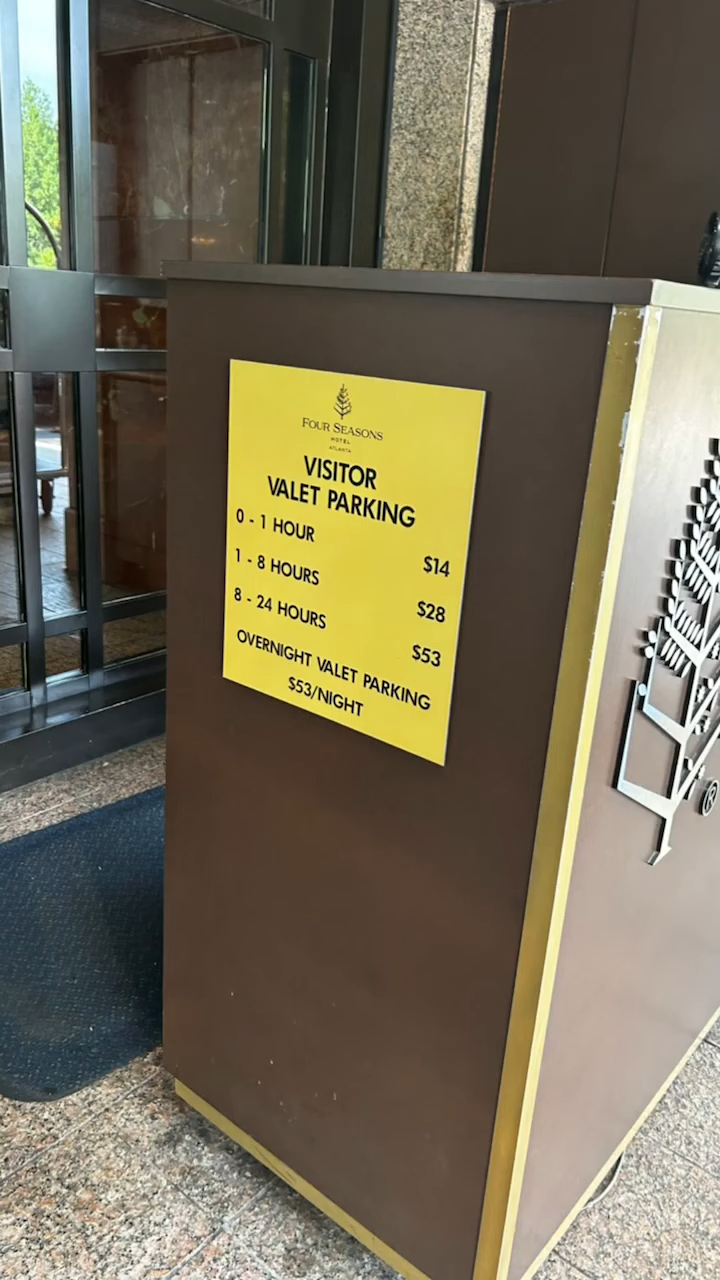 FOUR SEASONS
HOTEL
ATLANTA
VISITOR
VALET PARKING
0 - 1 HOUR $14
1 - 8 HOURS $28
8 - 24 HOURS $53
OVERNIGHT VALET PARKING
$53/NIGHT
®